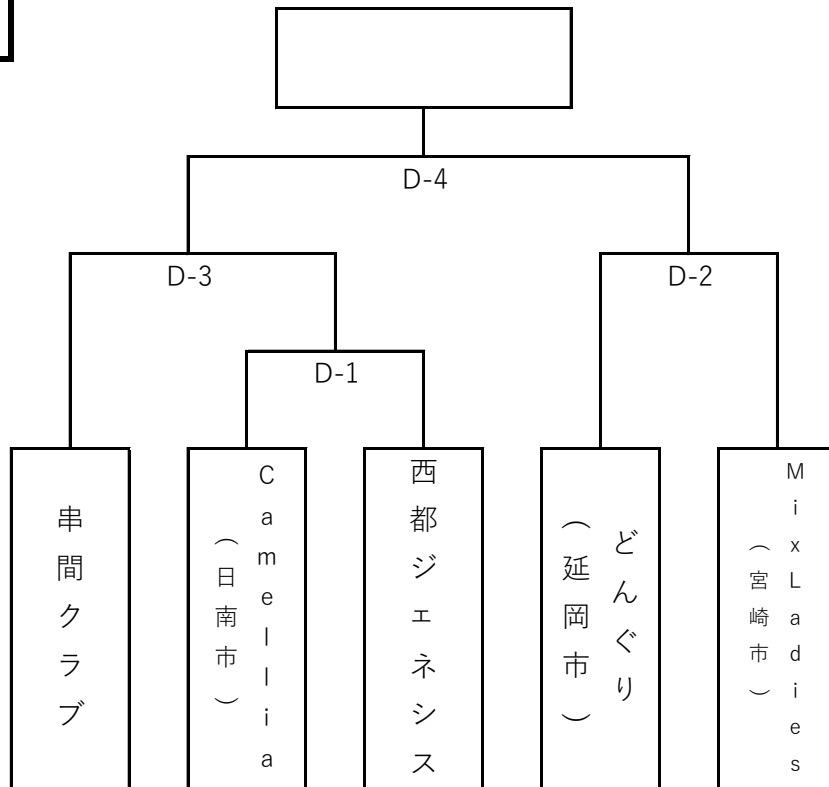 D-4
D-3
D-2
D-1
串間クラブ
Camellia
（日南市）
西都ジェネシス
どんぐり
（延岡市）
MixLadies
（宮崎市）